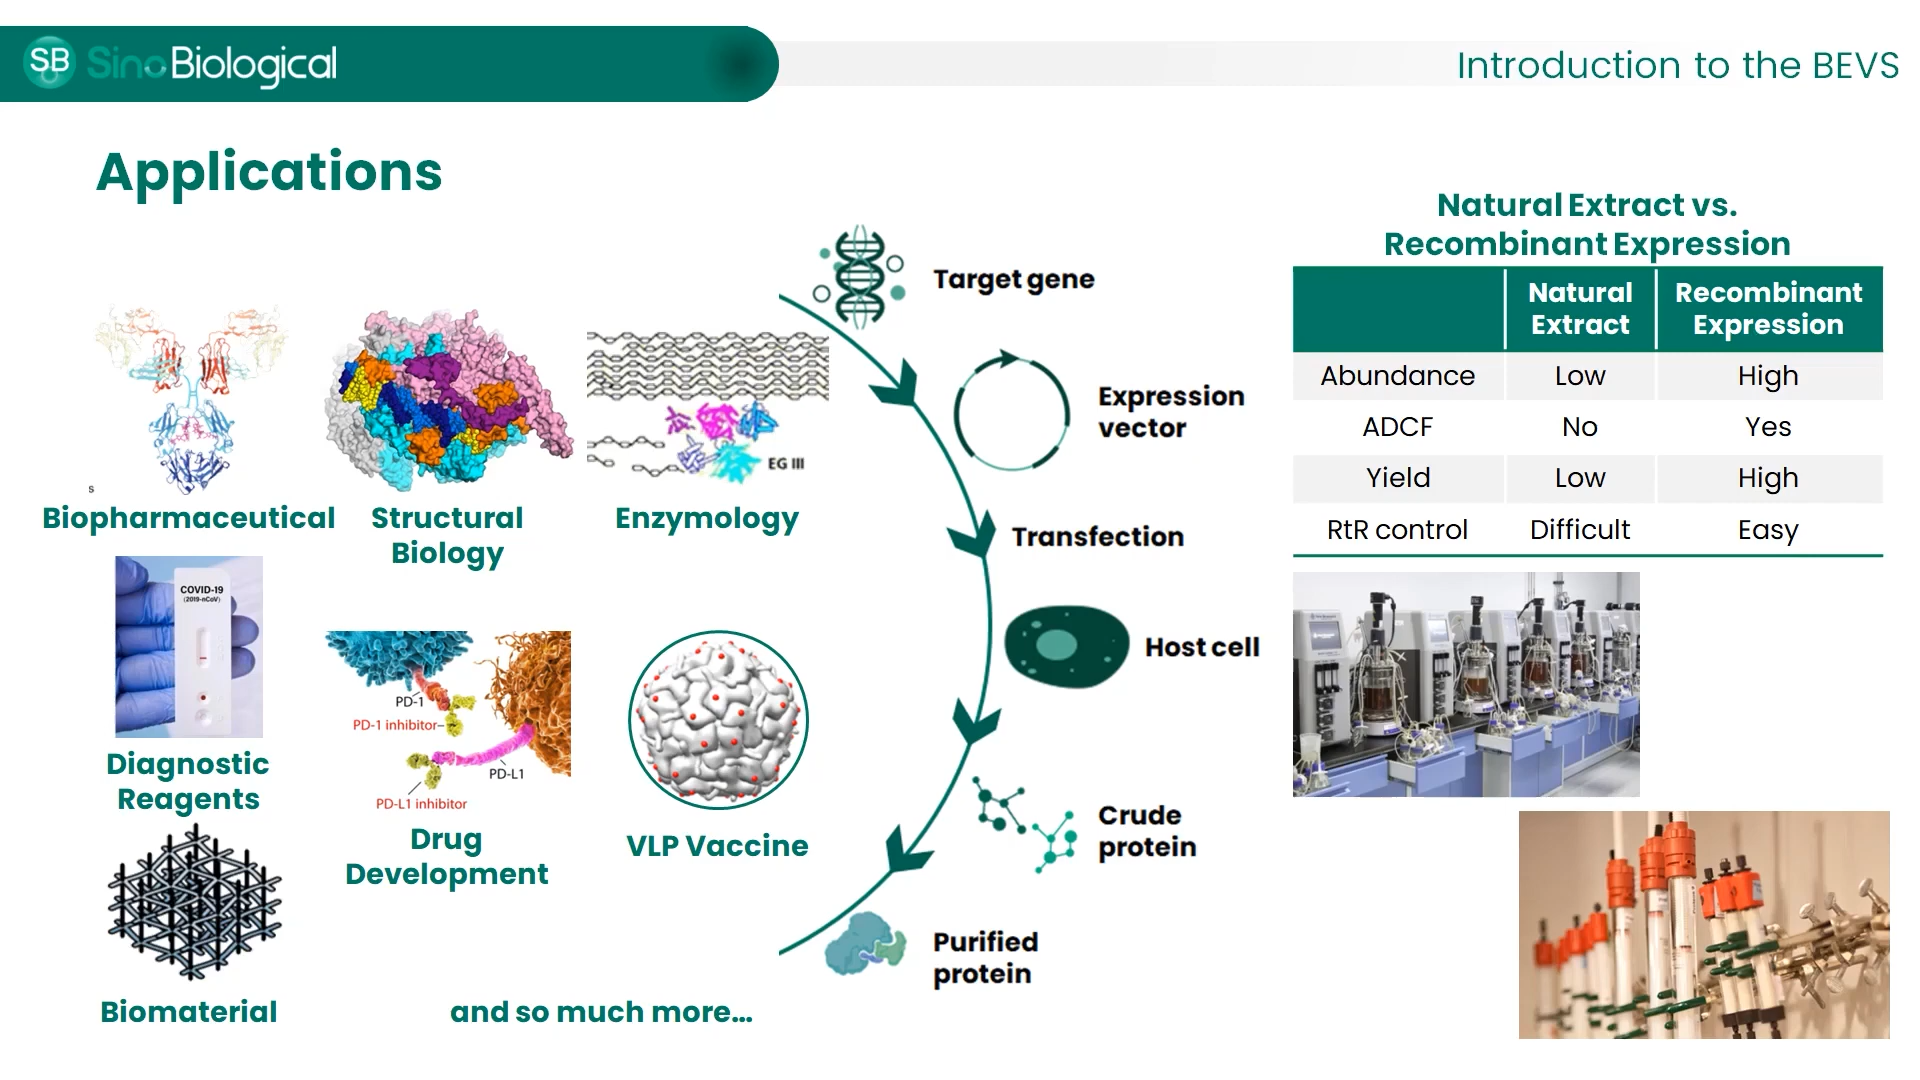 SB SinoBiological
Introduction to the BEVS
Applications
s
Biopharmaceutical
Structural
Biology
EG III
Enzymology
COVID-19
(2019-nCoV)
Diagnostic
Reagents
PD-1
PD-1 inhibitor
PD-L1
PD-L1 inhibitor
Drug
Development
VLP Vaccine
Biomaterial
and so much more...
Target gene
Expression
vector
Transfection
Host cell
Crude
protein
Purified
protein
Natural Extract vs.
Recombinant Expression
Natural Extract
Recombinant Expression
Abundance Low High
ADCF No Yes
Yield Low High
RtR control Difficult Easy